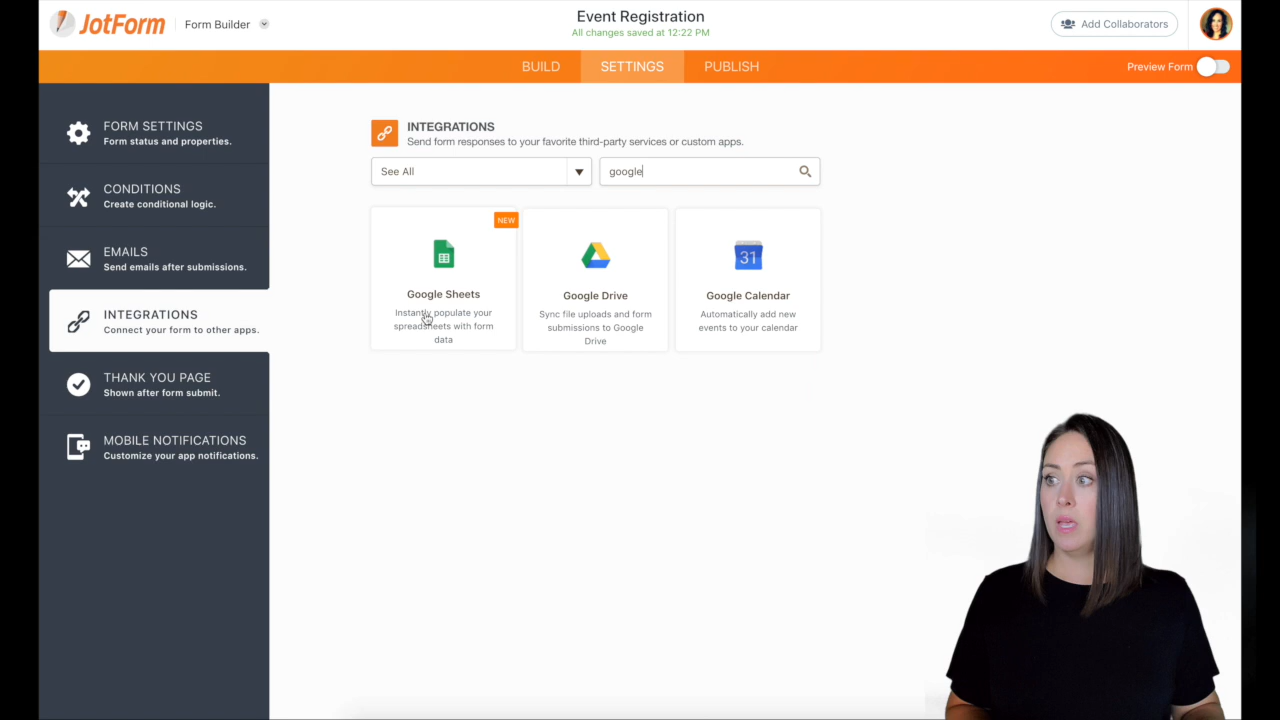 JotForm
Form Builder
Event Registration
All changes saved at 12:22 PM
Add Collaborators
BUILD
SETTINGS
PUBLISH
Preview Form
FORM SETTINGS
Form status and properties.
CONDITIONS
Create conditional logic.
EMAILS
Send emails after submissions.
INTEGRATIONS
Connect your form to other apps.
THANK YOU PAGE
Shown after form submit.
MOBILE NOTIFICATIONS
Customize your app notifications.
INTEGRATIONS
Send form responses to your favorite third-party services or custom apps.
See All
google
NEW
Google Sheets
Instantly populate your
spreadsheets with form
data
Google Drive
Sync file uploads and form
submissions to Google
Drive
31
Google Calendar
Automatically add new
events to your calendar